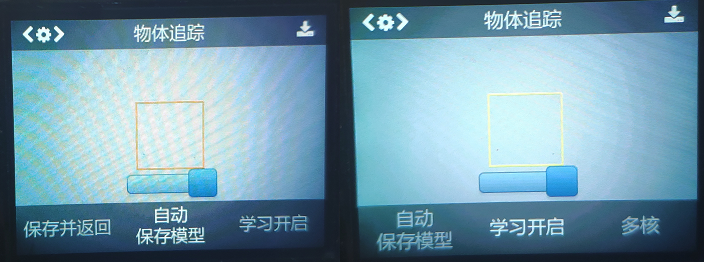 物体追踪
保存并返回
自动
保存模型
学习开启
物体追踪
自动
保存模型
学习开启
多核